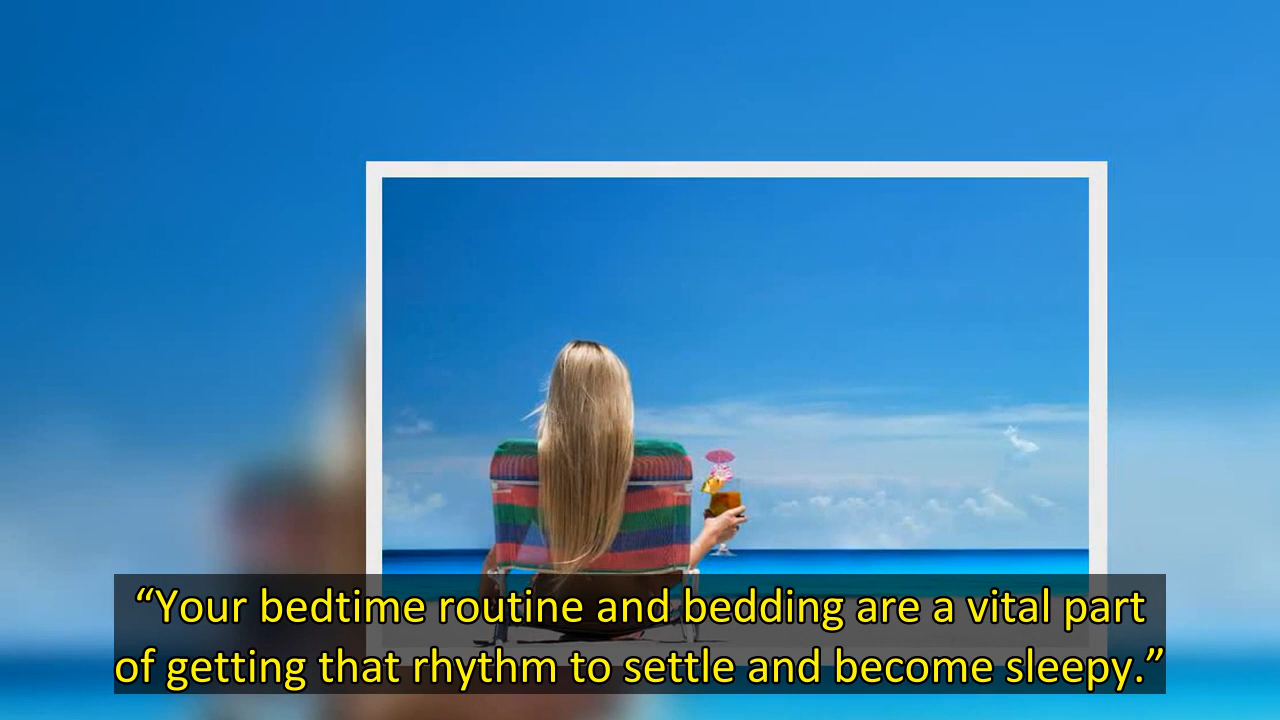 “Your bedtime routine and bedding are a vital part
of getting that rhythm to settle and become sleepy.”